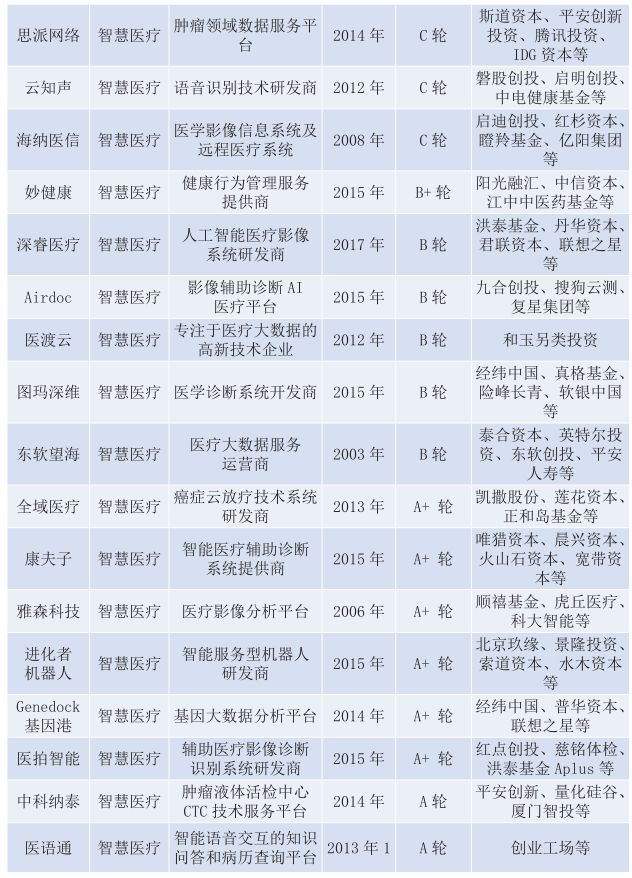 思派网络 智慧医疗 肿瘤领域数据服务平 2014 年 C 轮 斯道资本、平安创新
台 投资、腾讯投资、
IDG 资本等
云知声 智慧医疗 语音识别技术研发商 2012 年 C 轮 磐股创投、启明创投、
中电健康基金等
海纳医信 智慧医疗 医学影像信息系统及 2008 年 C 轮 启迪创投、红杉资本、
远程医疗系统 瞪羚基金、亿阳集团
等
妙健康 智慧医疗 健康行为管理服务 2015 年 B+ 轮 阳光融汇、中信资本、
提供商 江中中医药基金等
深睿医疗 智慧医疗 人工智能医疗影像 2017 年 B 轮 洪泰基金、丹华资本、
系统研发商 君联资本、联想之星
等
Airdoc 智慧医疗 影像辅助诊断 AI 2015 年 B 轮 九合创投、搜狗云测、
医疗平台 复星集团等
医渡云 智慧医疗 专注于医疗大数据的 2012 年 B 轮 和玉另类投资
高新技术企业
图玛深维 智慧医疗 医学诊断系统开发商 2015 年 B 轮 经纬中国、真格基金、
险峰长青、软银中国
等
东软望海 智慧医疗 医疗大数据服务 2003 年 B 轮 泰合资本、英特尔投
运营商 资、东软创投、平安
人寿等
全域医疗 智慧医疗 癌症云放疗技术系统 2013 年 A+ 轮 凯撒股份、莲花资本、
研发商 正和岛基金等
康夫子 智慧医疗 智能医疗辅助诊断 2015 年 A+ 轮 唯猎资本、晨兴资本、
系统提供商 火山石资本、宽带资
本等
雅森科技 智慧医疗 医疗影像分析平台 2006 年 A+ 轮 顺禧基金、虎丘医疗、
科大智能等
进化者 智慧医疗 智能服务型机器人 2015 年 A+ 轮 北京玖缘、景隆投资、
机器人 研发商 索道资本、水木资本
等
Genedock 智慧医疗 基因大数据分析平台 2014 年 A+ 轮 经纬中国、普华资本、
基因港 联想之星等
医拍智能 智慧医疗 辅助医疗影像诊断 2015 年 A+ 轮 红点创投、慈铭体检、
识别系统研发商 洪泰基金 Aplus 等
中科纳泰 智慧医疗 肿瘤液体活检中心 2014 年 A 轮 平安创新、量化硅谷、
CTC 技术服务平台 厦门智投等
医语通 智慧医疗 智能语音交互的知识 2013 年 1 A 轮 创业工场等
问答和病历查询平台